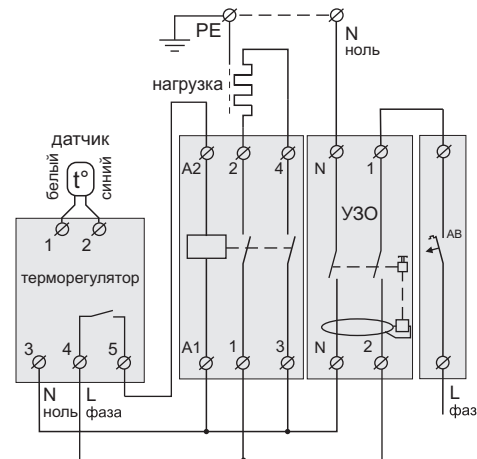 PE
N
ноль
нагрузка
датчик
белый
t°
синий
A2
2
4
N
1
УЗО
АВ
1
2
терморегулятор
3
4
5
A1
1
3
N
2
N
ноль
L
фаза
L
фаз